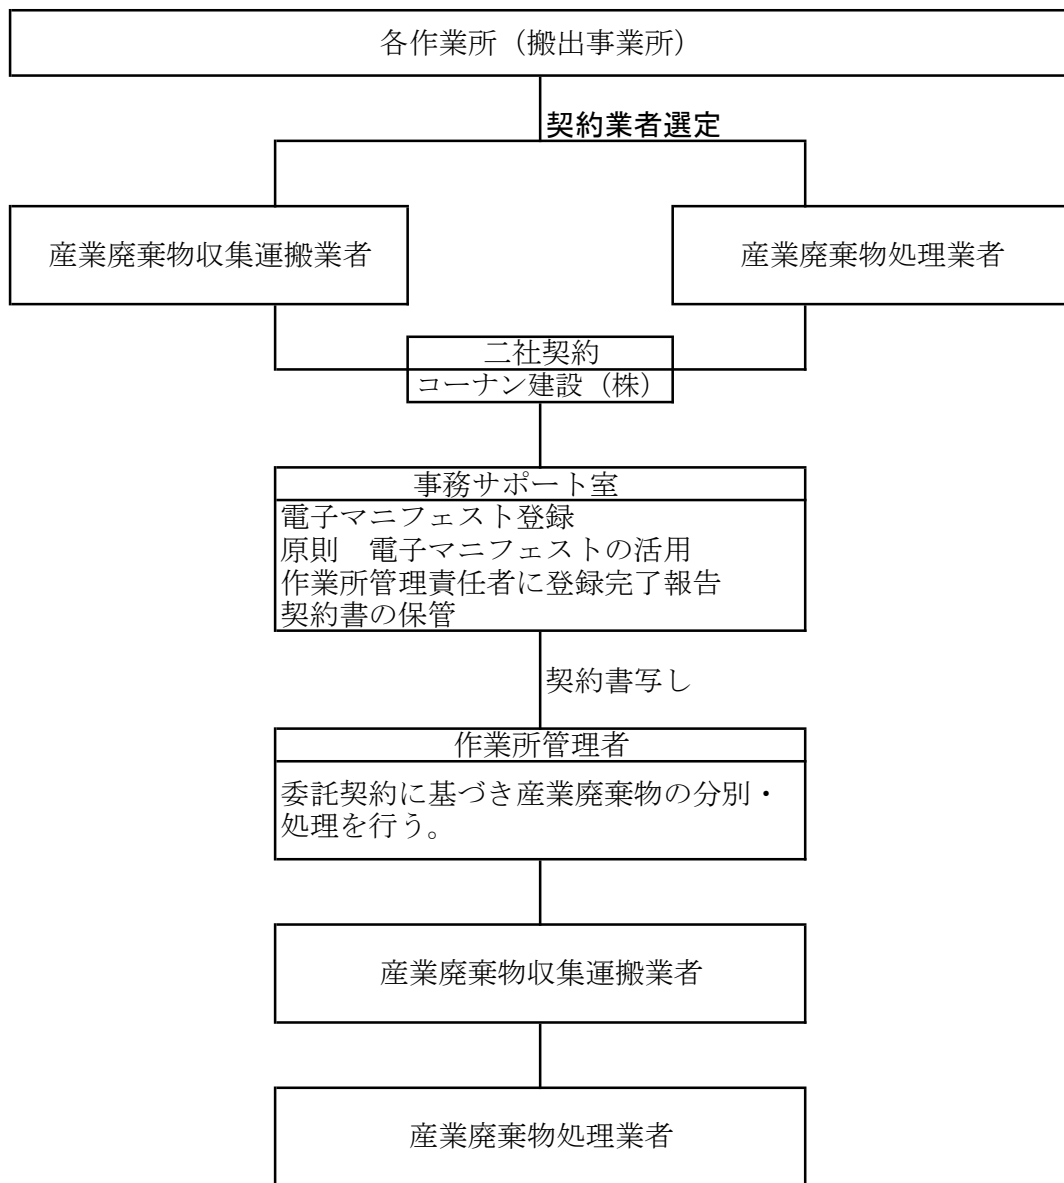 各作業所（搬出事業所）
契約業者選定
産業廃棄物収集運搬業者
産業廃棄物処理業者
二社契約
コーナン建設（株）
事務サポート室
電子マニフェスト登録
原則　電子マニフェストの活用
作業所管理責任者に登録完了報告
契約書の保管
契約書写し
作業所管理者
委託契約に基づき産業廃棄物の分別・
処理を行う。
産業廃棄物収集運搬業者
産業廃棄物処理業者